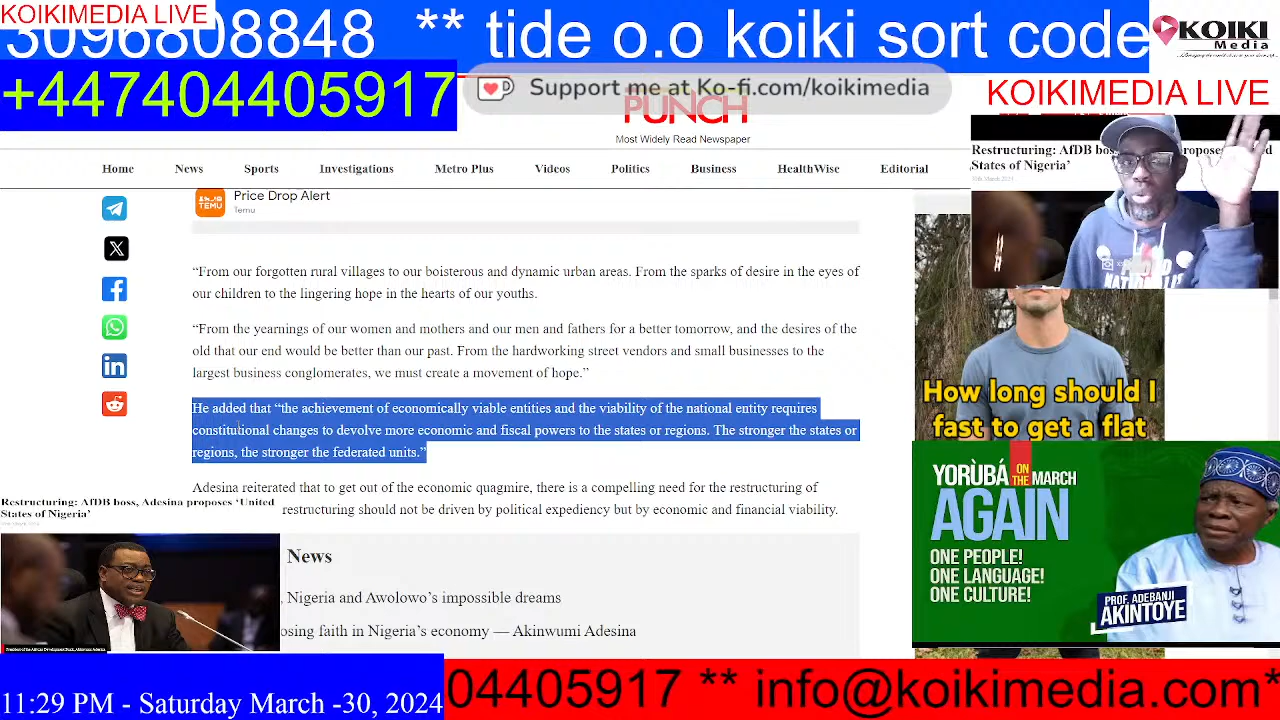 KOIKIMEDIA LIVE
3096808848 ** tide o.o koiki sort code
KOIKI
Media
+447404405917
Support me at Ko-fi.com/koikimedia
KOIKIMEDIA LIVE
PUNCH
Most Widely Read Newspaper
Home News Sports Investigations Metro Plus Videos Politics Business HealthWise Editorial
Restructuring: AfDB boss,
States of Nigeria’
Price Drop Alert
Temu
TEMU
“From our forgotten rural villages to our boisterous and dynamic urban areas. From the sparks of desire in the eyes of
our children to the lingering hope in the hearts of our youths.
“From the yearnings of our women and mothers and our men and fathers for a better tomorrow, and the desire of the
old that our end would be better than our past. From the hardworking street vendors and small businesses to the
largest business conglomerates, we must create a movement of hope.”
He added that “the achievement of economically viable entities and the viability of the national entity requires
constitutional changes to devolve more economic and fiscal powers to the states or regions. The stronger the states or
regions, the stronger the federated units.”
Adesina reiterated that to get out of the economic quagmire, there is a compelling need for the restructuring of
restructuring should not be driven by political expediency but by economic and financial viability.
Restructuring: AfDB boss, Adesina proposes ‘United
States of Nigeria’
News
, Nigeria and Awolowo’s impossible dreams
osing faith in Nigeria’s economy — Akinwumi Adesina
How long should I
fast to get a flat
YORÙBÁ ON THE MARCH
AGAIN
ONE PEOPLE!
ONE LANGUAGE!
ONE CULTURE!
PROF. ADEBANJI
AKINTOYE
11:29 PM - Saturday March -30, 2024
04405917 ** info@koikimedia.com*